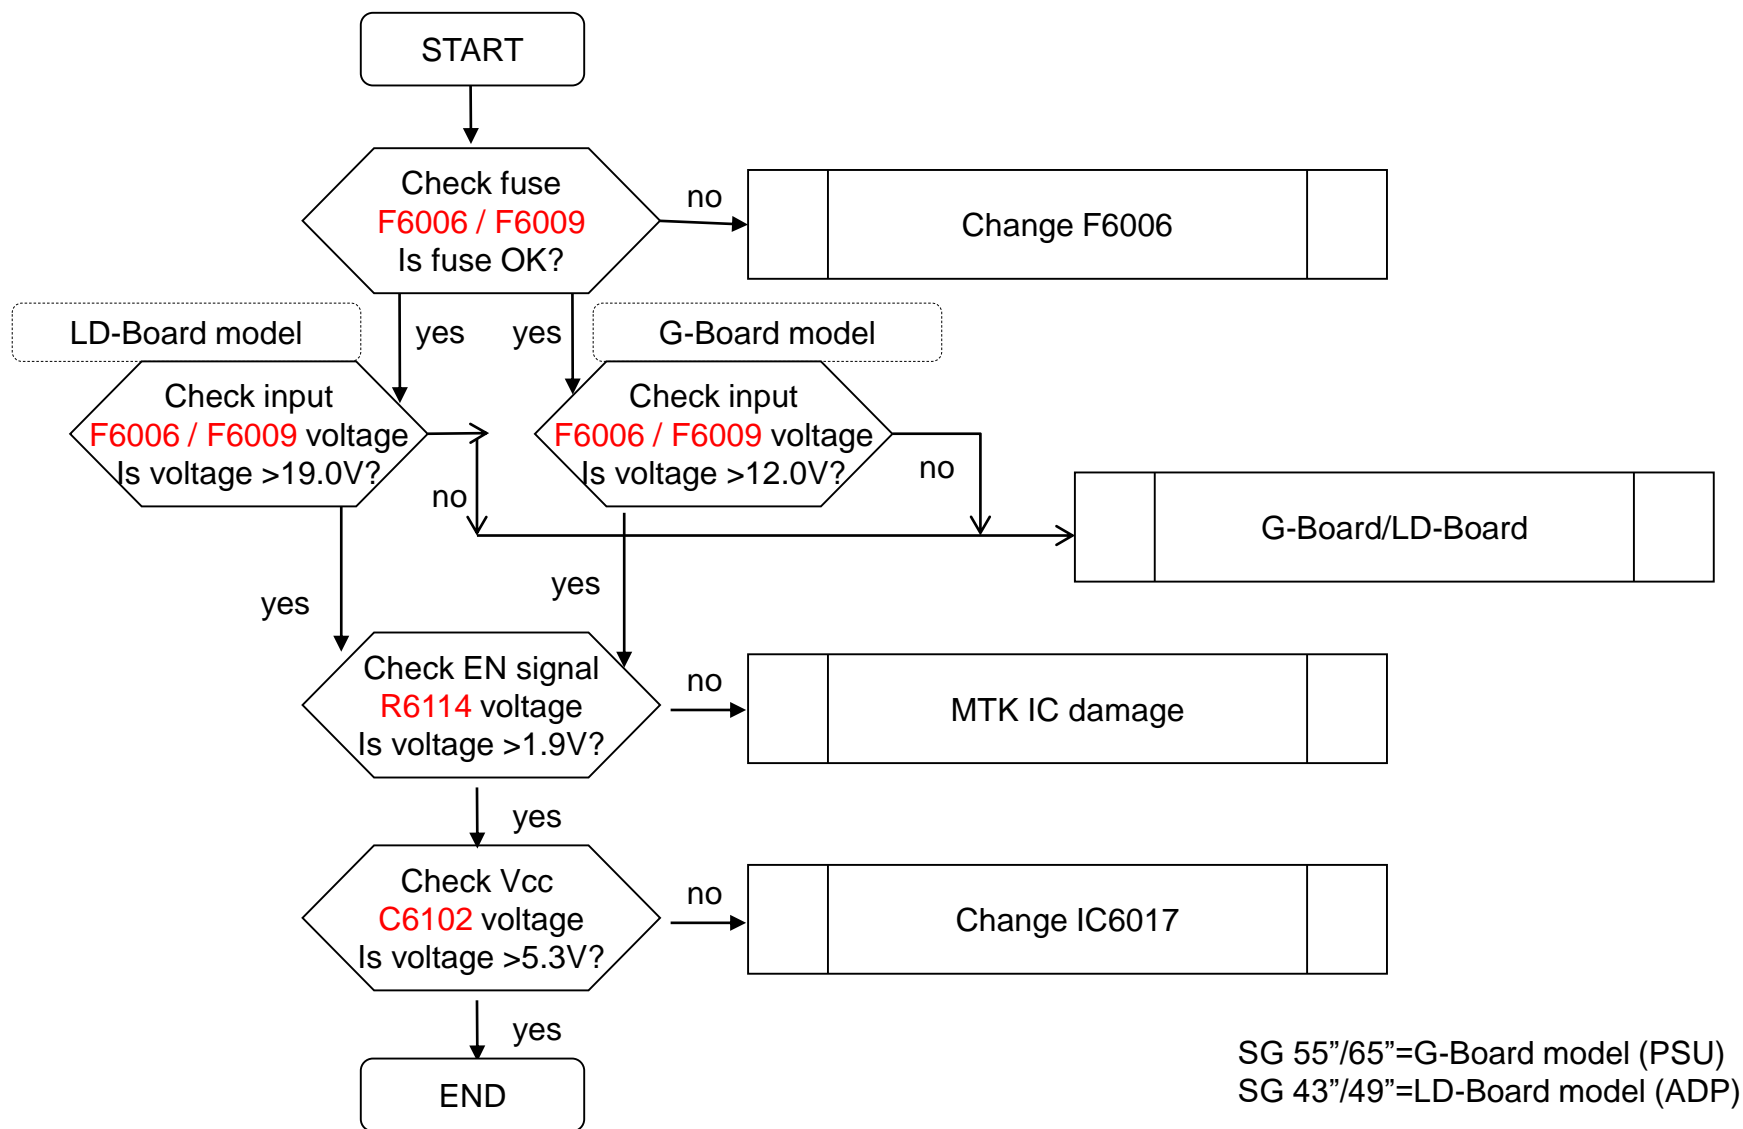 START
Check fuse
F6006 / F6009
Is fuse OK?
no
Change F6006
LD-Board model
yes
yes
G-Board model
Check input
F6006 / F6009 voltage
Is voltage >19.0V?
no
Check input
F6006 / F6009 voltage
Is voltage >12.0V?
no
G-Board/LD-Board
yes
yes
Check EN signal
R6114 voltage
Is voltage >1.9V?
no
MTK IC damage
yes
Check Vcc
C6102 voltage
Is voltage >5.3V?
no
Change IC6017
yes
END
SG 55”/65”=G-Board model (PSU)
SG 43”/49”=LD-Board model (ADP)